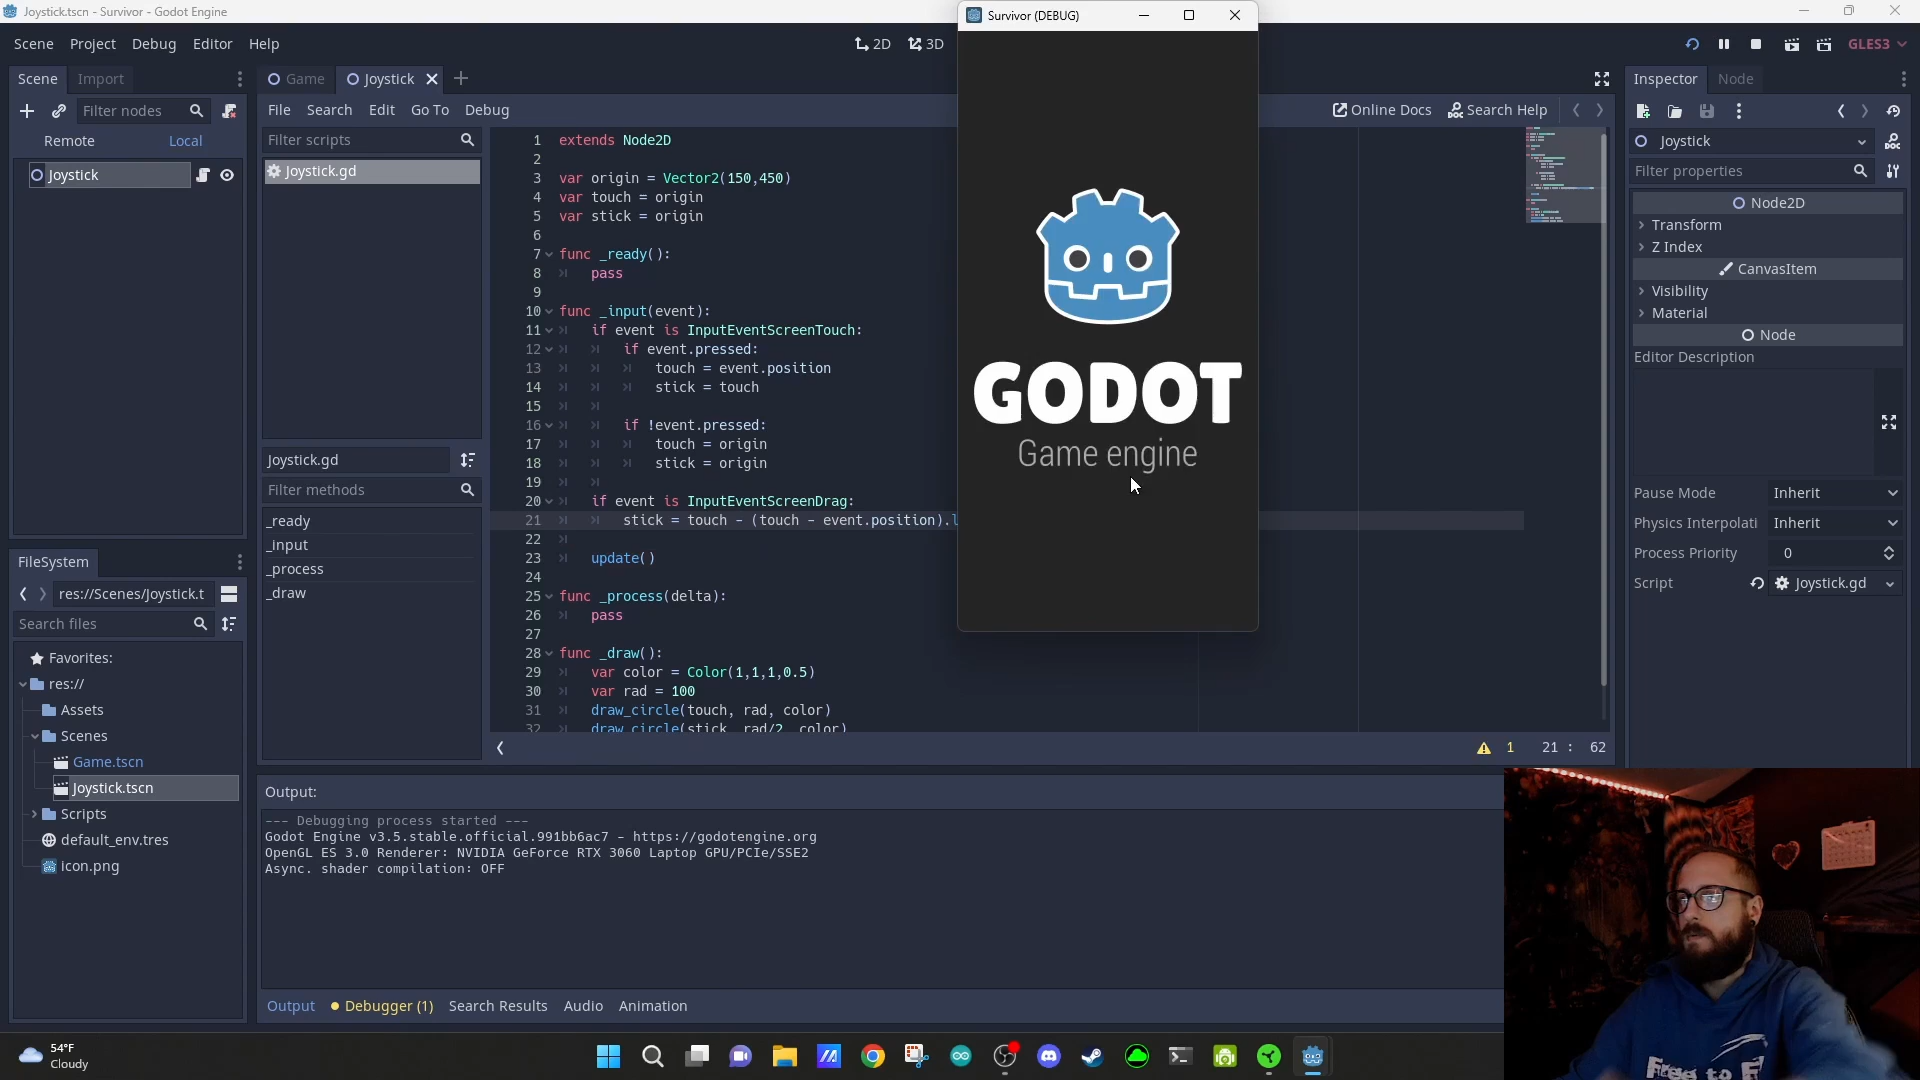 Joystick.tscn - Survivor - Godot Engine
Survivor (DEBUG)
Scene Project Debug Editor Help
2D 3D
GLES3
Scene Import
Game Joystick
Inspector Node
Filter nodes
File Search Edit Go To Debug
Online Docs Search Help
Remote Local
Filter scripts
Joystick
Joystick
Joystick.gd
Filter properties
Node2D
Transform
Z Index
CanvasItem
Visibility
Material
Node
Editor Description
1 extends Node2D
2
3 var origin = Vector2(150,450)
4 var touch = origin
5 var stick = origin
6
7 func _ready():
8 pass
9
10 func _input(event):
11 if event is InputEventScreenTouch:
12 if event.pressed:
13 touch = event.position
14 stick = touch
15
16 if !event.pressed:
17 touch = origin
18 stick = origin
19
20 if event is InputEventScreenDrag:
21 stick = touch - (touch - event.position).l
22
23 update()
24
25 func _process(delta):
26 pass
27
28 func _draw():
29 var color = Color(1,1,1,0.5)
30 var rad = 100
31 draw_circle(touch, rad, color)
32 draw_circle(stick, rad/2, color)
GODOT
Game engine
Joystick.gd
Filter methods
_ready
_input
_process
_draw
Pause Mode Inherit
Physics Interpolati Inherit
Process Priority 0
Script Joystick.gd
FileSystem
res://Scenes/Joystick.t
Search files
Favorites:
res://
Assets
Scenes
Game.tscn
Joystick.tscn
Scripts
default_env.tres
icon.png
1 21 : 62
Output:
--- Debugging process started ---
Godot Engine v3.5.stable.official.991bb6ac7 - https://godotengine.org
OpenGL ES 3.0 Renderer: NVIDIA GeForce RTX 3060 Laptop GPU/PCIe/SSE2
Async. shader compilation: OFF
Output Debugger (1) Search Results Audio Animation
54°F
Cloudy